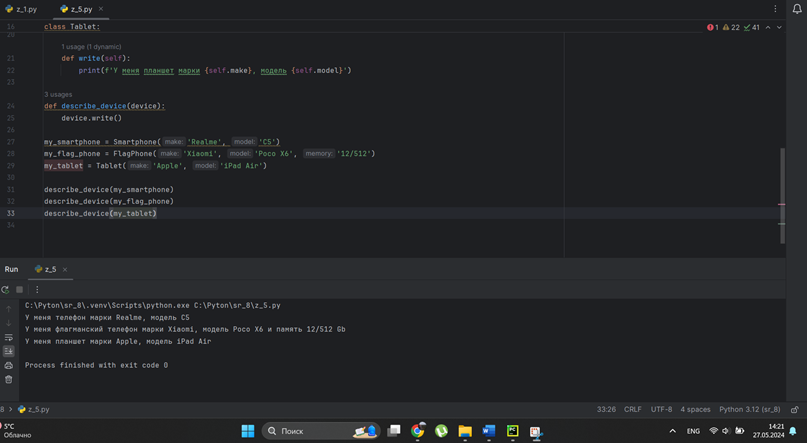 z_1.py
z_5.py ×
16 class Tablet:
1 22 41
20
1 usage (1 dynamic)
21 def write(self):
22 print(f'У меня планшет марки {self.make}, модель {self.model}')
23
3 usages
24 def describe_device(device):
25 device.write()
26
27 my_smartphone = Smartphone( make: 'Realme', model: 'C5')
28 my_flag_phone = FlagPhone( make: 'Xiaomi', model: 'Poco X6', memory: '12/512')
29 my_tablet = Tablet( make: 'Apple', model: 'iPad Air')
30
31 describe_device(my_smartphone)
32 describe_device(my_flag_phone)
33 describe_device(my_tablet)
34
Run z_5 ×
C:\Pyton\sr_8\.venv\Scripts\python.exe C:\Pyton\sr_8\z_5.py
У меня телефон марки Realme, модель C5
У меня флагманский телефон марки Xiaomi, модель Poco X6 и память 12/512 Gb
У меня планшет марки Apple, модель iPad Air
Process finished with exit code 0
8 > z_5.py
33:26 CRLF UTF-8 4 spaces Python 3.12 (sr_8)
5°C
Облачно
Поиск
ENG
14:21
27.05.2024